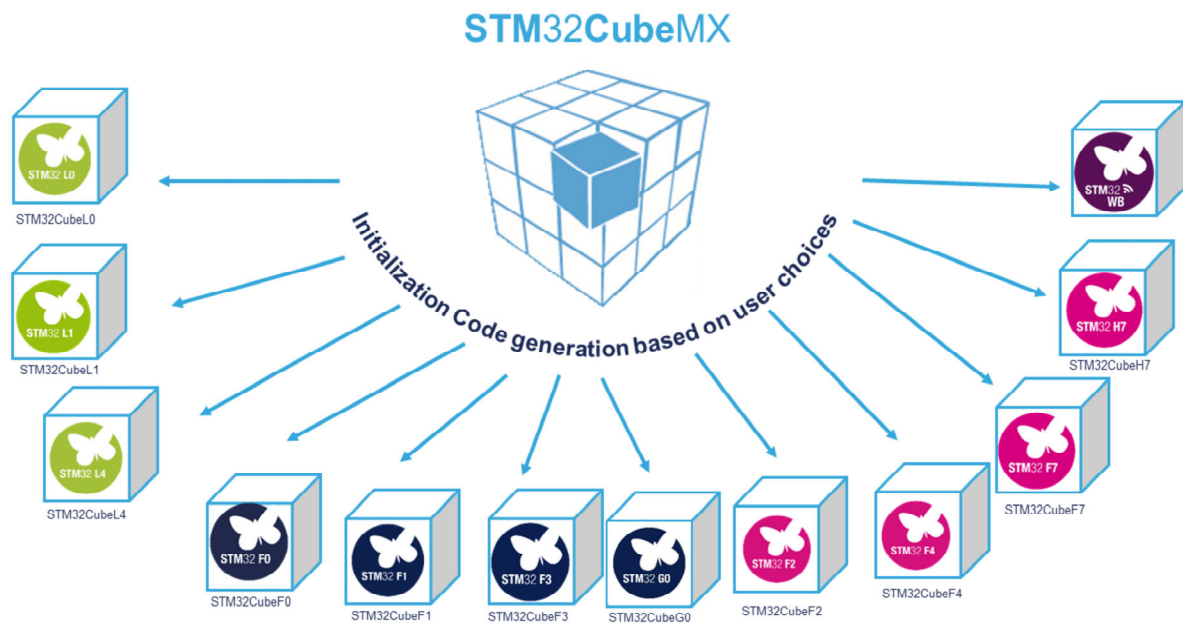 STM32CubeMX
Initialization Code generation based on user choices
STM32 L0
STM32CubeL0
STM32 L1
STM32CubeL1
STM32 L4
STM32CubeL4
STM32 F0
STM32CubeF0
STM32 F1
STM32CubeF1
STM32 F3
STM32CubeF3
STM32 G0
STM32CubeG0
STM32 F2
STM32CubeF2
STM32 F4
STM32CubeF4
STM32 F7
STM32CubeF7
STM32 H7
STM32CubeH7
STM32
WB